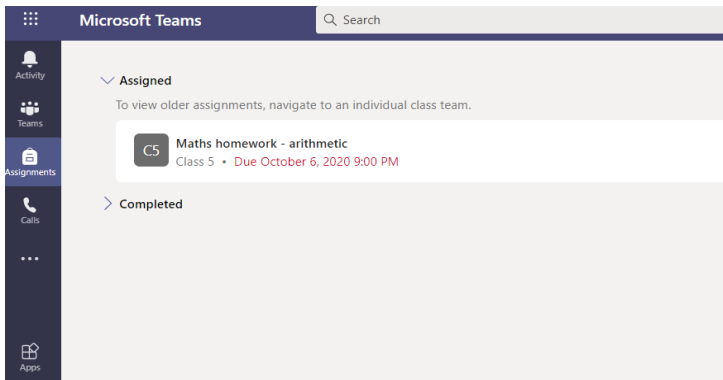 Microsoft Teams
Search
Activity
Teams
Assignments
Calls
Apps
Assigned
To view older assignments, navigate to an individual class team.
C5
Maths homework - arithmetic
Class 5 • Due October 6, 2020 9:00 PM
Completed